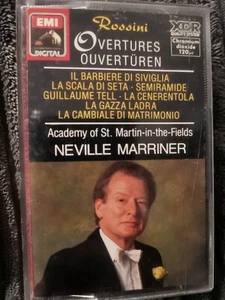 EMI
DIGITAL
Rossini
OVERTURES
OUVERTÜREN
XDR
Chromium
dioxide
120µs
IL BARBIERE DI SIVIGLIA
LA SCALA DI SETA · SEMIRAMIDE
GUILLAUME TELL · LA CENERENTOLA
LA GAZZA LADRA
LA CAMBIALE DI MATRIMONIO
Academy of St. Martin-in-the-Fields
NEVILLE MARRINER